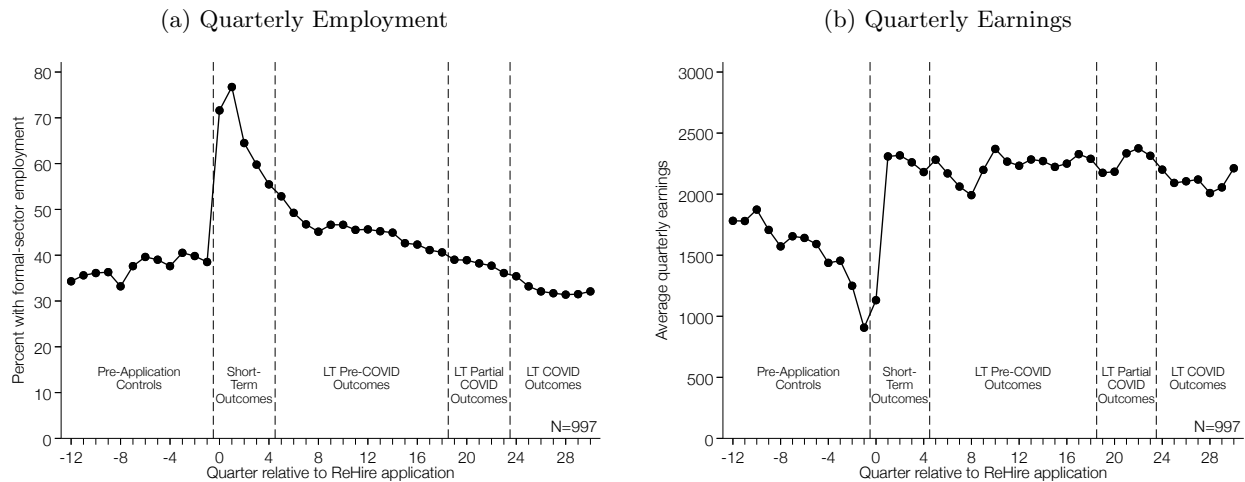 (a) Quarterly Employment
Percent with formal-sector employment
80
70
60
50
40
30
20
10
0
Pre-Application
Controls
Short-
Term
Outcomes
LT Pre-COVID
Outcomes
LT Partial
COVID
Outcomes
LT COVID
Outcomes
N=997
-12 -8 -4 0 4 8 12 16 20 24 28
Quarter relative to ReHire application
(b) Quarterly Earnings
Average quarterly earnings
3000
2500
2000
1500
1000
500
0
Pre-Application
Controls
Short-
Term
Outcomes
LT Pre-COVID
Outcomes
LT Partial
COVID
Outcomes
LT COVID
Outcomes
N=997
-12 -8 -4 0 4 8 12 16 20 24 28
Quarter relative to ReHire application